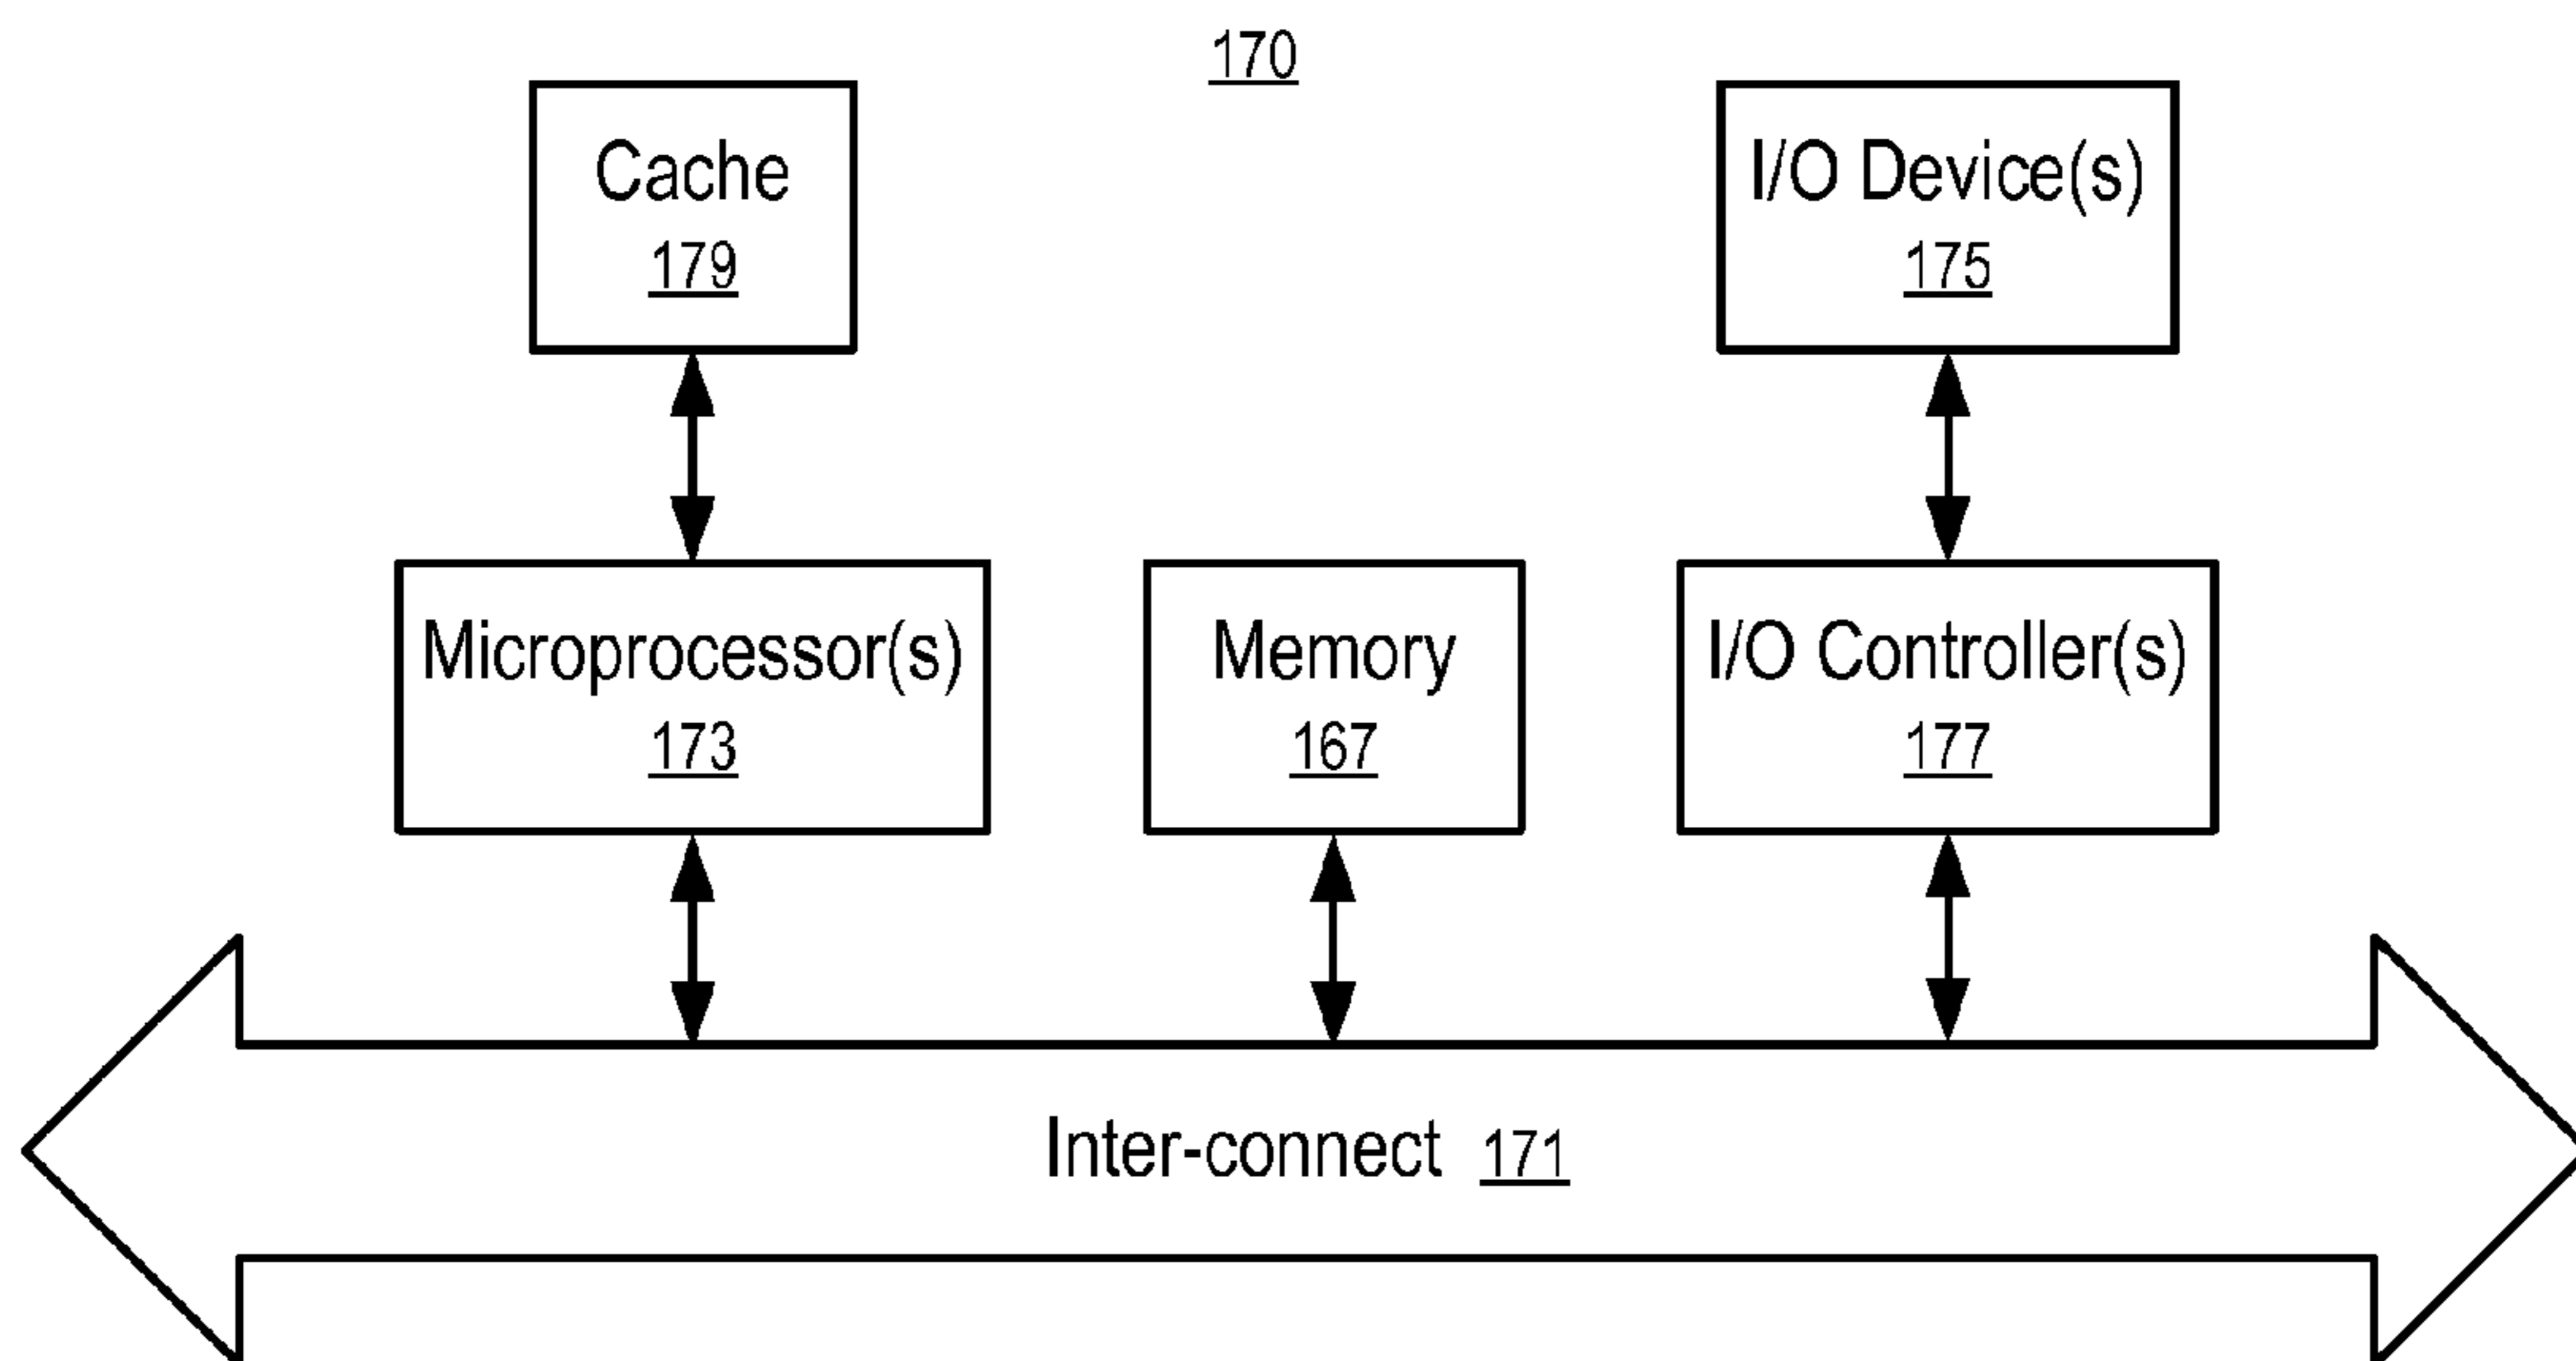 170
Cache
179
I/O Device(s)
175
Microprocessor(s)
173
Memory
167
I/O Controller(s)
177
Inter-connect 171